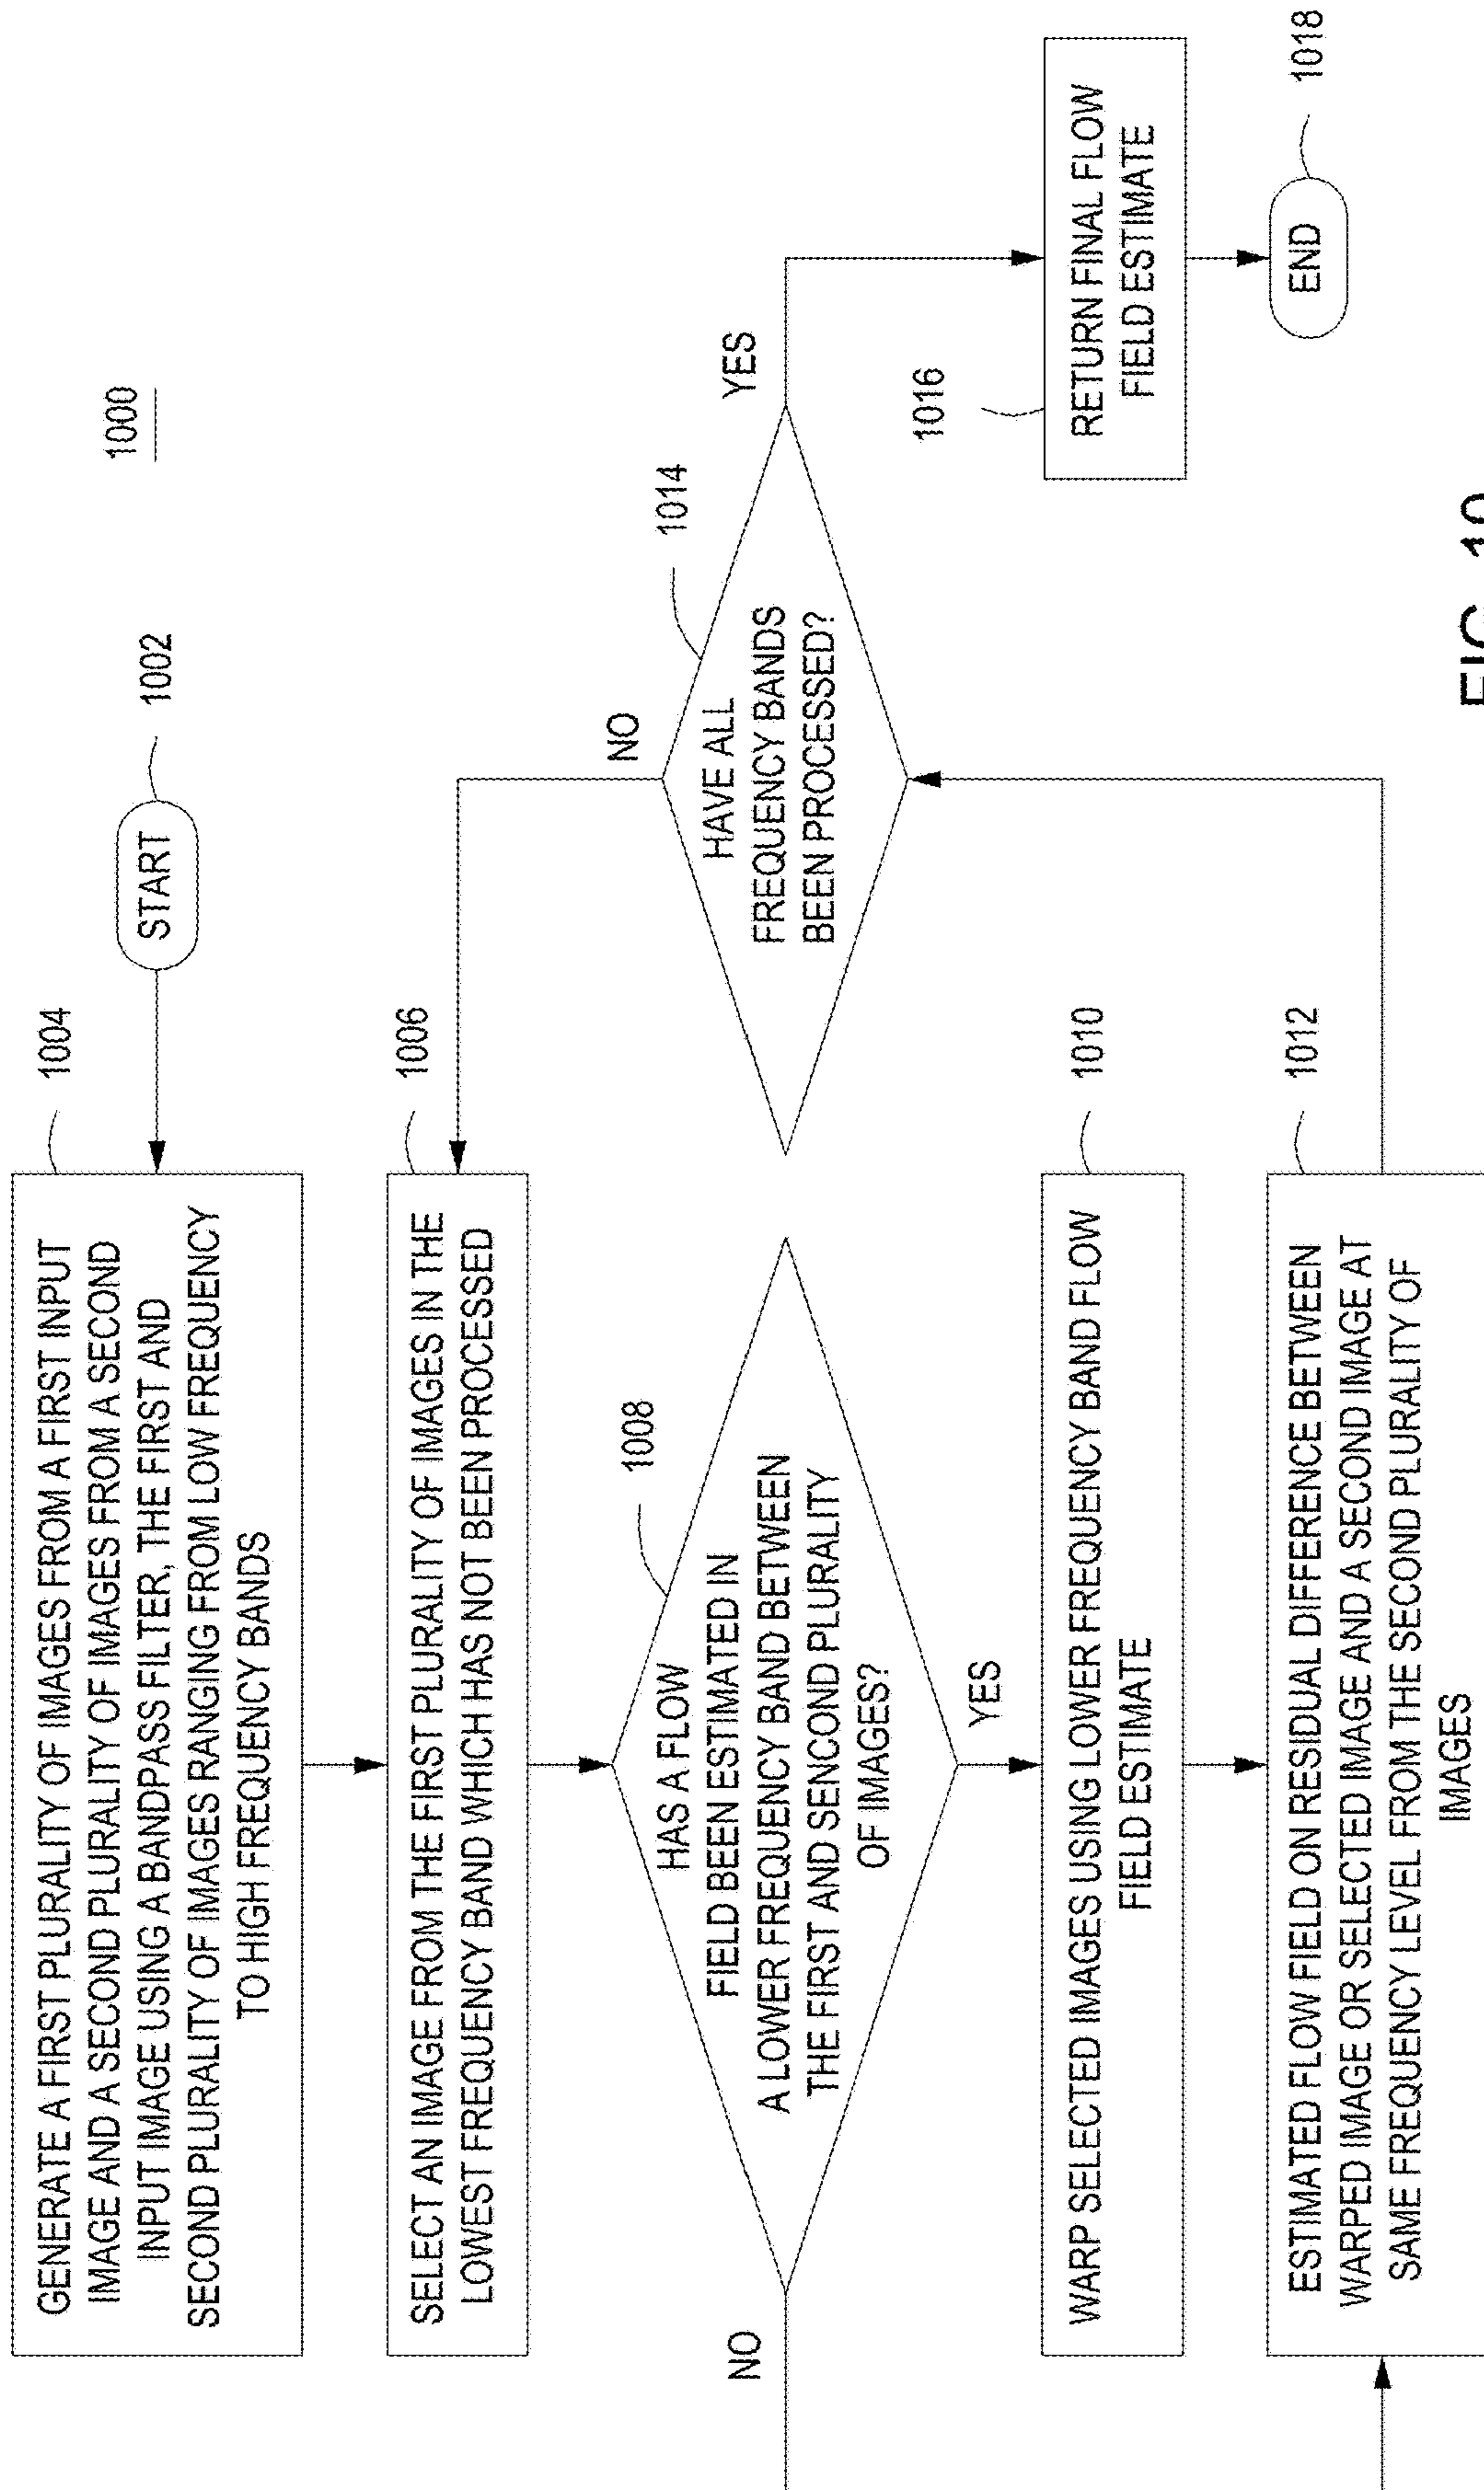 1000
START
1002
1004
GENERATE A FIRST PLURALITY OF IMAGES FROM A FIRST INPUT
IMAGE AND A SECOND PLURALITY OF IMAGES FROM A SECOND
INPUT IMAGE USING A BANDPASS FILTER, THE FIRST AND
SECOND PLURALITY OF IMAGES RANGING FROM LOW FREQUENCY
TO HIGH FREQUENCY BANDS
1006
SELECT AN IMAGE FROM THE FIRST PLURALITY OF IMAGES IN THE
LOWEST FREQUENCY BAND WHICH HAS NOT BEEN PROCESSED
1008
HAS A FLOW
FIELD BEEN ESTIMATED IN
A LOWER FREQUENCY BAND BETWEEN
THE FIRST AND SENCOND PLURALITY
OF IMAGES?
NO
YES
1010
WARP SELECTED IMAGES USING LOWER FREQUENCY BAND FLOW
FIELD ESTIMATE
1012
ESTIMATED FLOW FIELD ON RESIDUAL DIFFERENCE BETWEEN
WARPED IMAGE OR SELECTED IMAGE AND A SECOND IMAGE AT
SAME FREQUENCY LEVEL FROM THE SECOND PLURALITY OF
IMAGES
1014
HAVE ALL
FREQUENCY BANDS
BEEN PROCESSED?
NO
YES
1016
RETURN FINAL FLOW
FIELD ESTIMATE
END
1018
FIG. 10